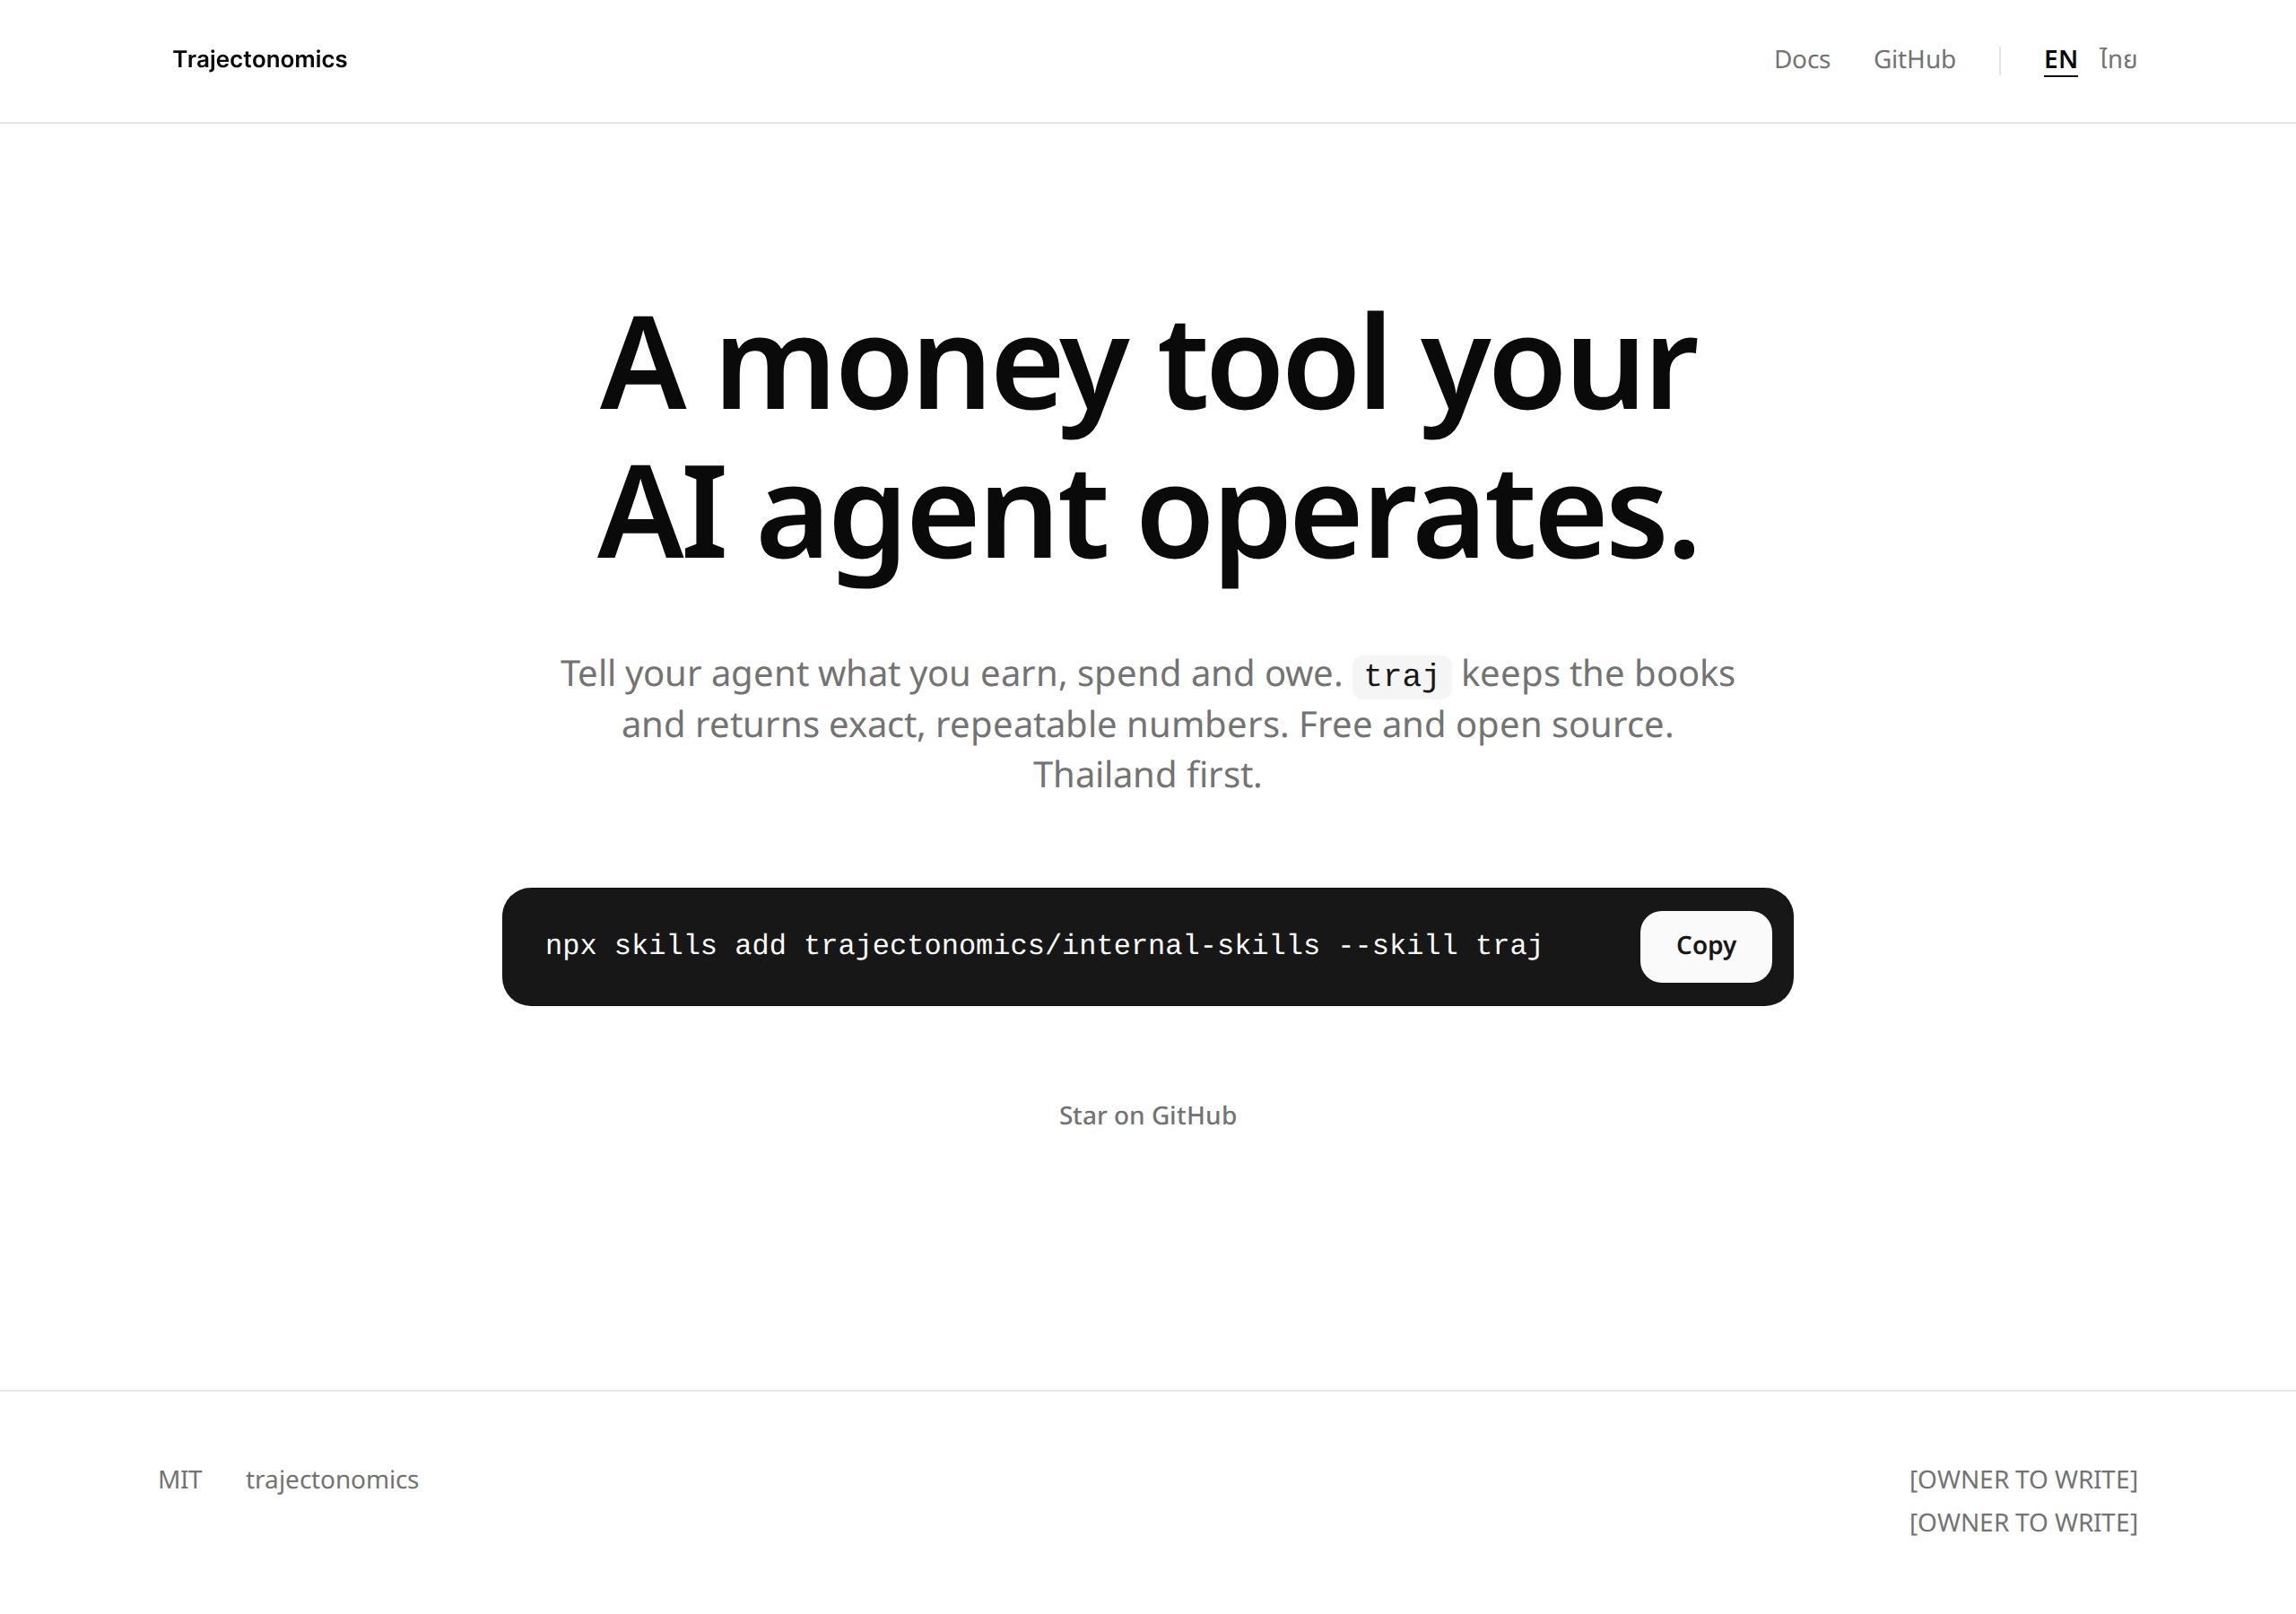 Trajectonomics
Docs GitHub EN ไทย
A money tool your
AI agent operates.
Tell your agent what you earn, spend and owe. traj keeps the books
and returns exact, repeatable numbers. Free and open source.
Thailand first.
npx skills add trajectonomics/internal-skills --skill traj Copy
Star on GitHub
MIT trajectonomics [OWNER TO WRITE]
[OWNER TO WRITE]